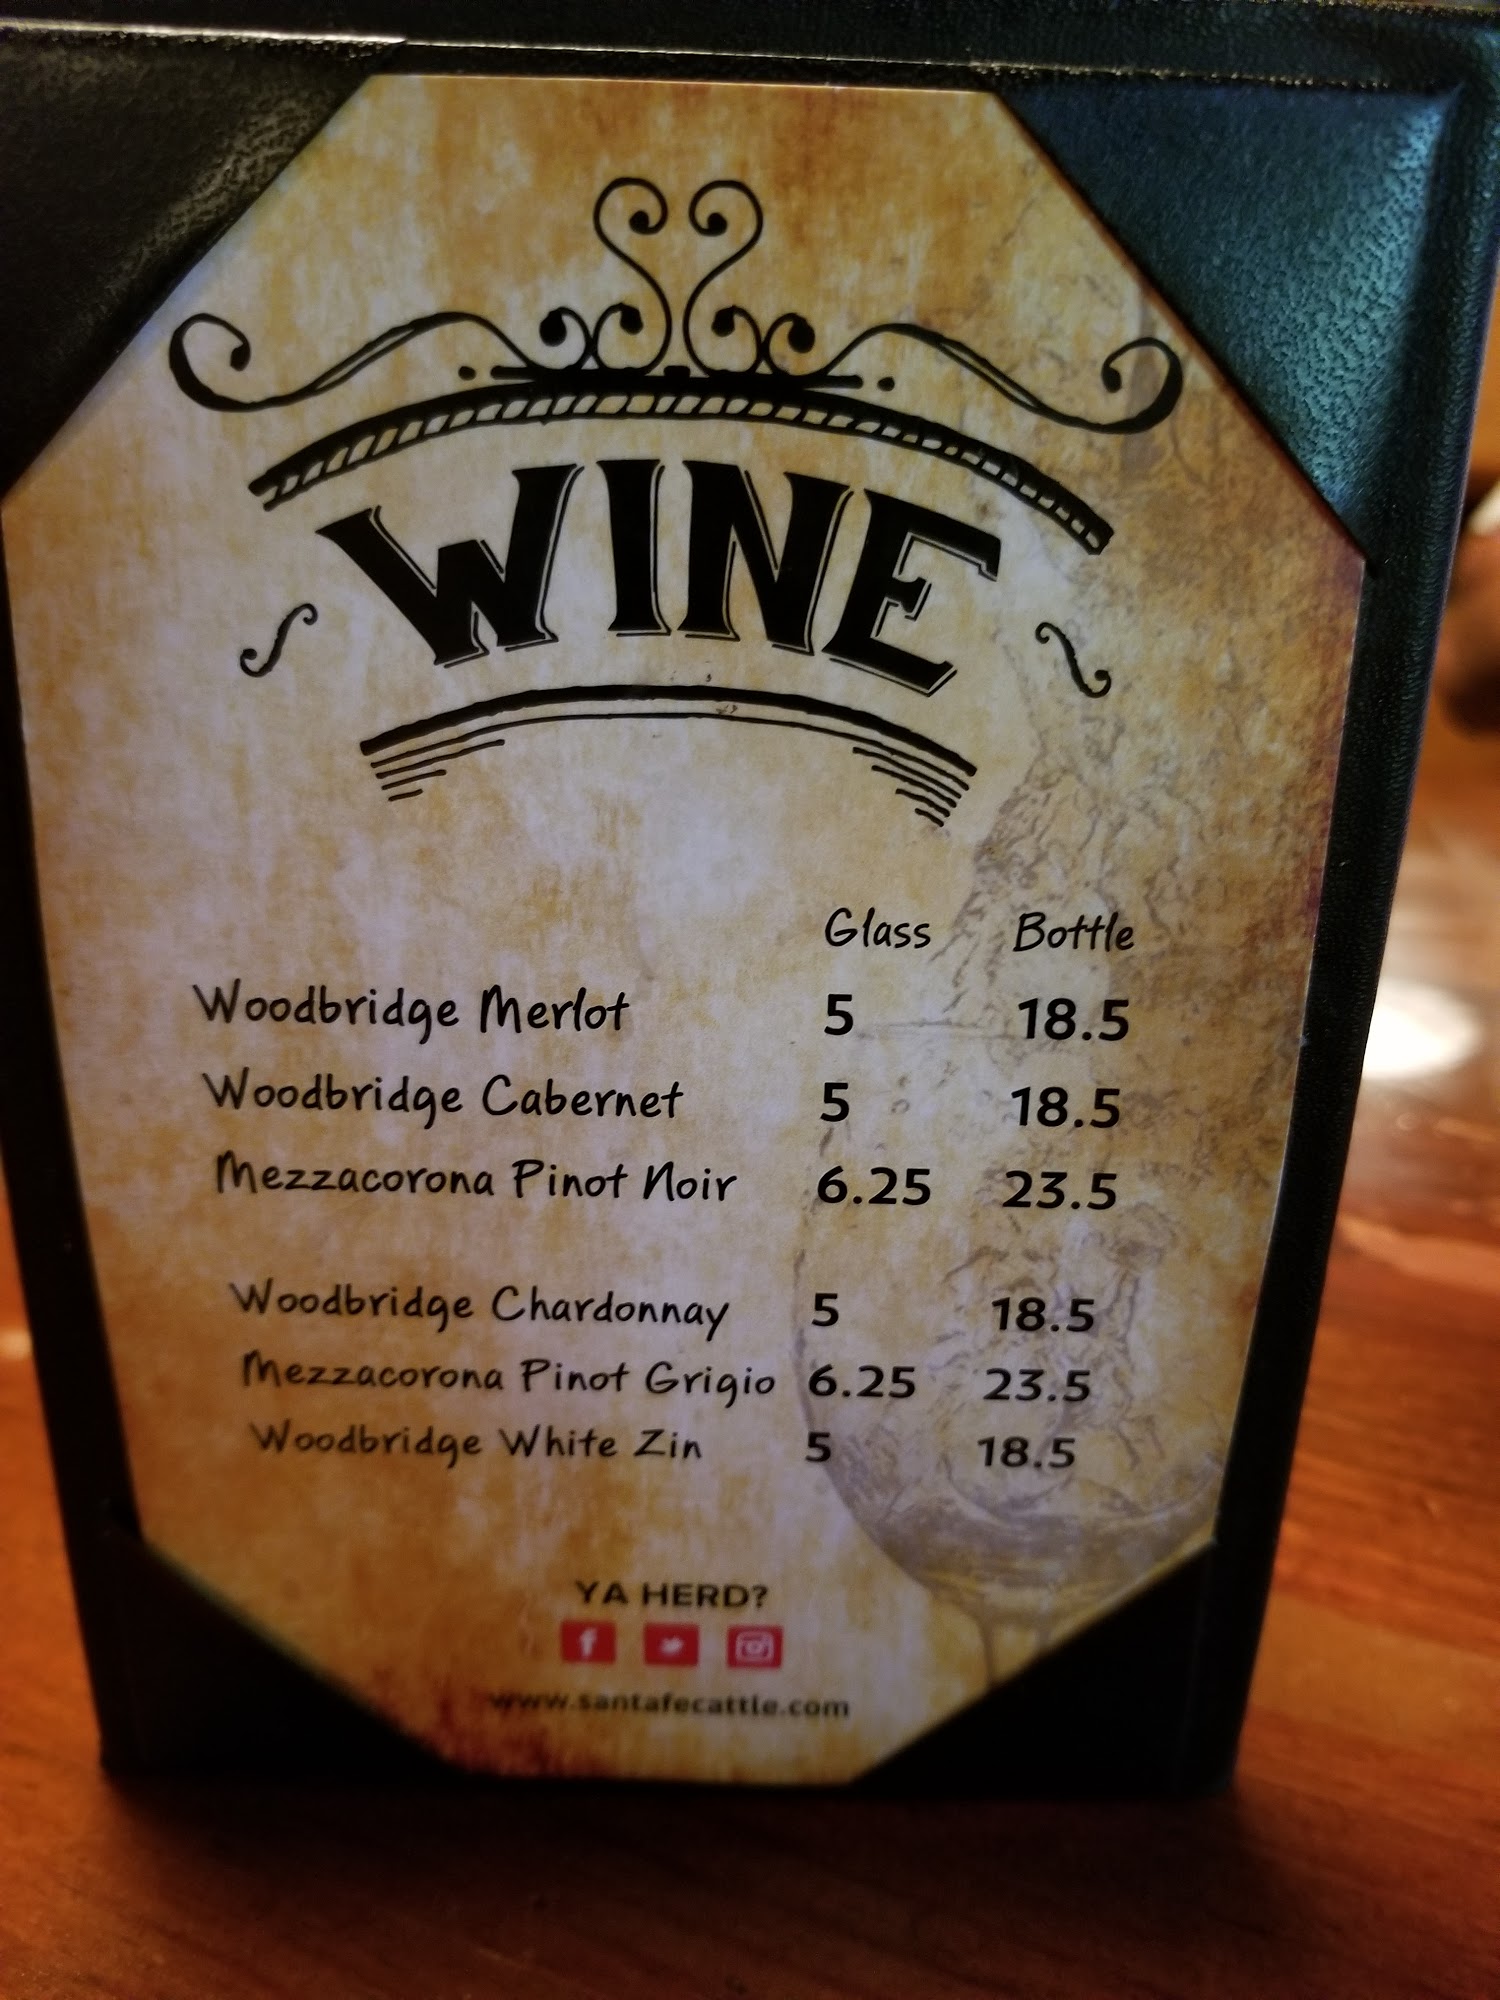 WINE
Glass Bottle
Woodbridge Merlot 5 18.5
Woodbridge Cabernet 5 18.5
Mezzacorona Pinot Noir 6.25 23.5
Woodbridge Chardonnay 5 18.5
Mezzacorona Pinot Grigio 6.25 23.5
Woodbridge White Zin 5 18.5
YA HERD?
www.santafecattle.com